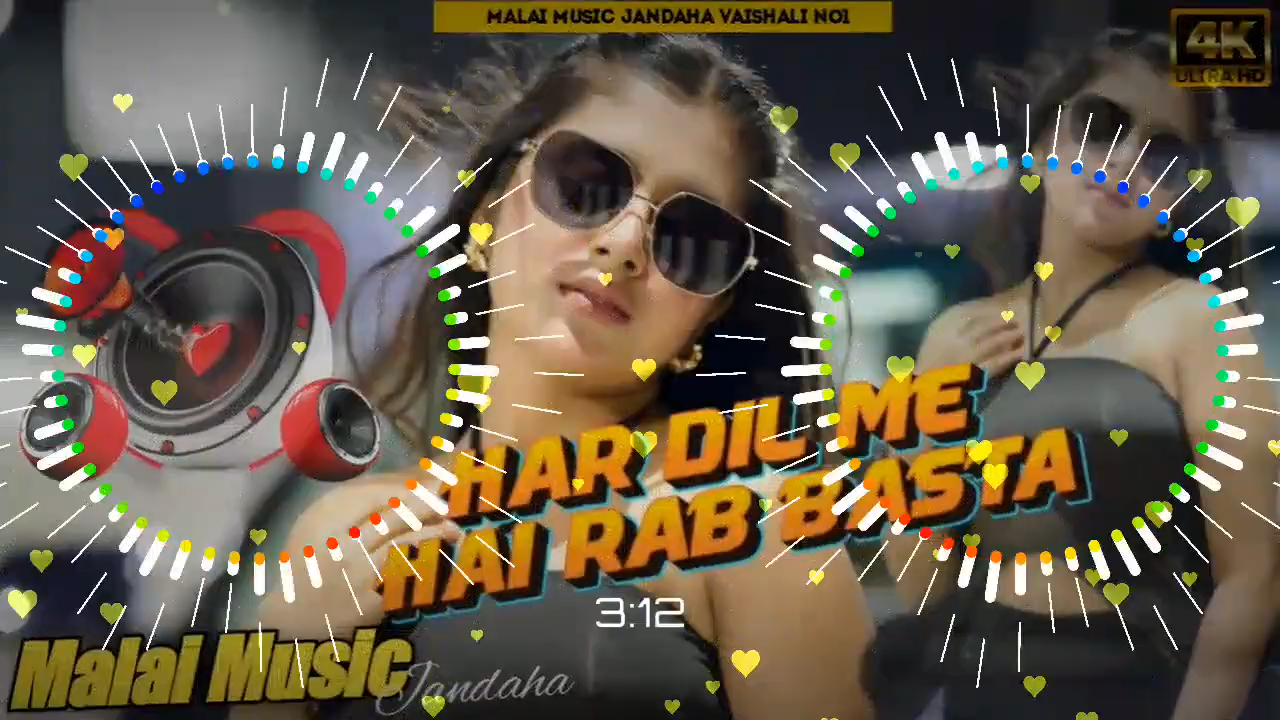 MALAI MUSIC JANDAHA VAISHALI NO1
4K
ULTRA HD
HAR DIL ME
HAI RAB BASTA
3:12
Malai Music
Jandaha